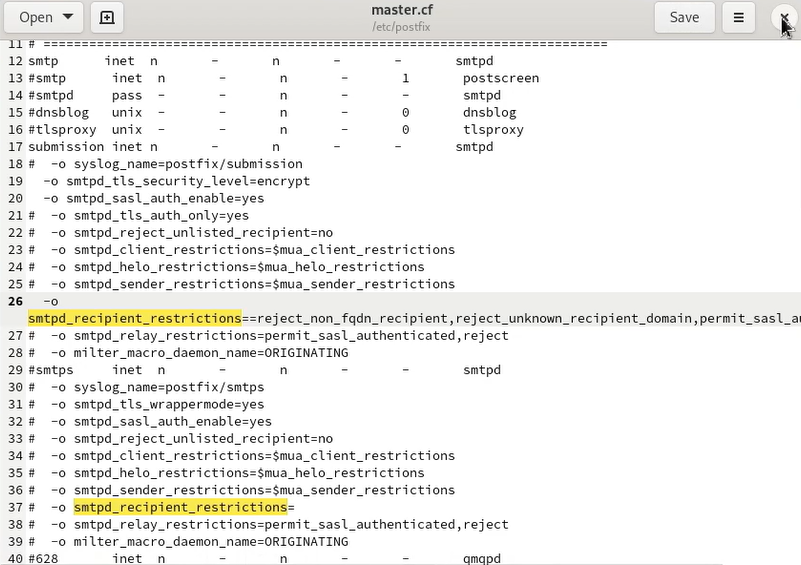 Open
master.cf
/etc/postfix
Save
11 # ==========================================================================
12 smtp inet n - n - - smtpd
13 #smtp inet n - n - 1 postscreen
14 #smtpd pass - - n - - smtpd
15 #dnsblog unix - - n - 0 dnsblog
16 #tlsproxy unix - - n - 0 tlsproxy
17 submission inet n - n - - smtpd
18 # -o syslog_name=postfix/submission
19 -o smtpd_tls_security_level=encrypt
20 -o smtpd_sasl_auth_enable=yes
21 # -o smtpd_tls_auth_only=yes
22 # -o smtpd_reject_unlisted_recipient=no
23 # -o smtpd_client_restrictions=$mua_client_restrictions
24 # -o smtpd_helo_restrictions=$mua_helo_restrictions
25 # -o smtpd_sender_restrictions=$mua_sender_restrictions
26 -o
smtpd_recipient_restrictions==reject_non_fqdn_recipient,reject_unknown_recipient_domain,permit_sasl_au
27 # -o smtpd_relay_restrictions=permit_sasl_authenticated,reject
28 # -o milter_macro_daemon_name=ORIGINATING
29 #smtps inet n - n - - smtpd
30 # -o syslog_name=postfix/smtps
31 # -o smtpd_tls_wrappermode=yes
32 # -o smtpd_sasl_auth_enable=yes
33 # -o smtpd_reject_unlisted_recipient=no
34 # -o smtpd_client_restrictions=$mua_client_restrictions
35 # -o smtpd_helo_restrictions=$mua_helo_restrictions
36 # -o smtpd_sender_restrictions=$mua_sender_restrictions
37 # -o smtpd_recipient_restrictions=
38 # -o smtpd_relay_restrictions=permit_sasl_authenticated,reject
39 # -o milter_macro_daemon_name=ORIGINATING
40 #628 inet n - n - - qmqpd